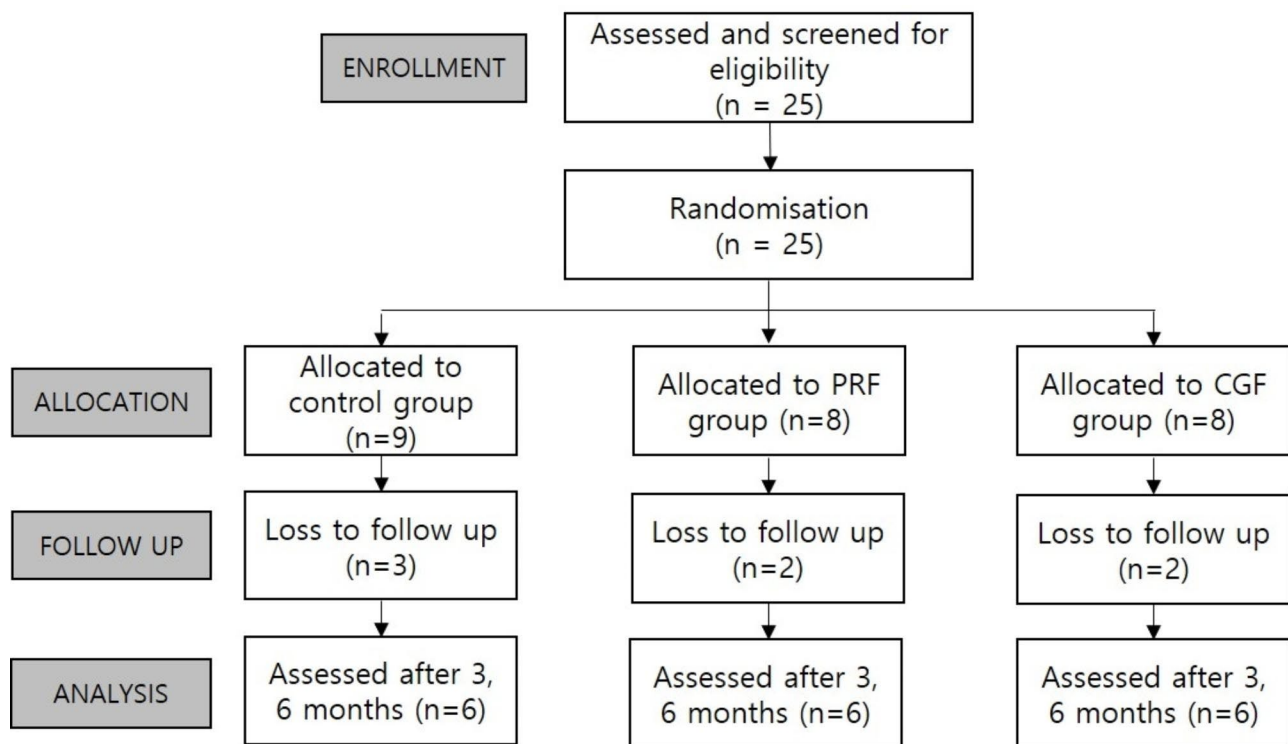 ENROLLMENT
Assessed and screened for
eligibility
(n = 25)
Randomisation
(n = 25)
ALLOCATION
Allocated to
control group
(n=9)
Allocated to PRF
group (n=8)
Allocated to CGF
group (n=8)
FOLLOW UP
Loss to follow up
(n=3)
Loss to follow up
(n=2)
Loss to follow up
(n=2)
ANALYSIS
Assessed after 3,
6 months (n=6)
Assessed after 3,
6 months (n=6)
Assessed after 3,
6 months (n=6)